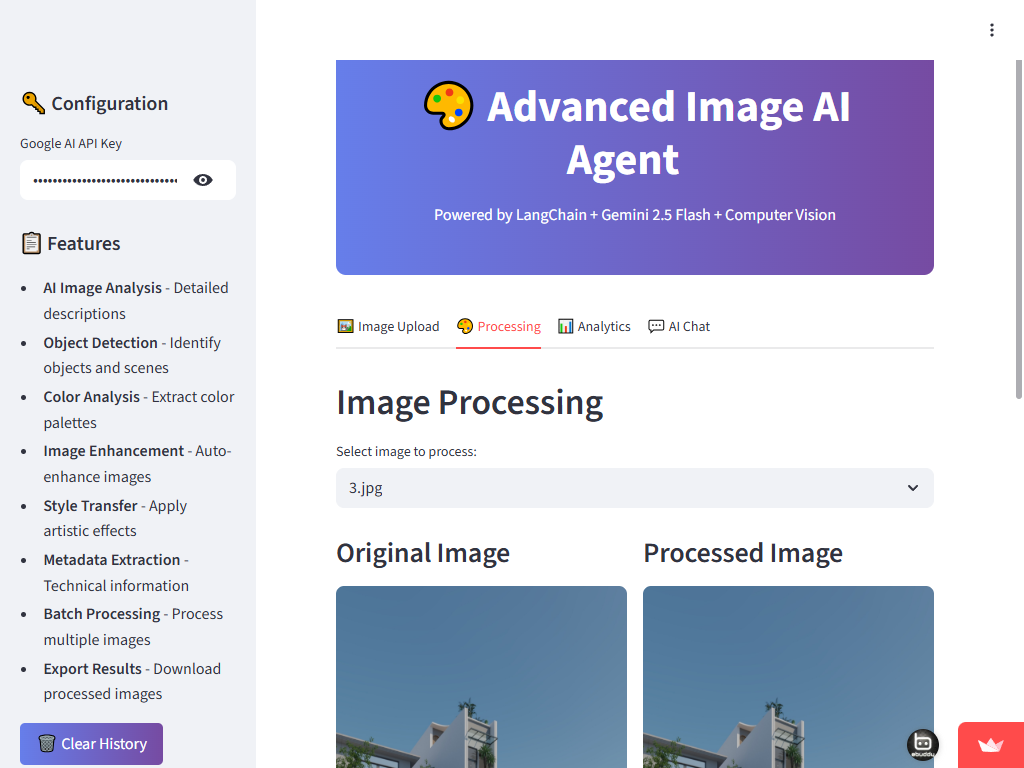 Configuration
Google AI API Key
••••••••••••••••••••••••••••••
Features
AI Image Analysis - Detailed
descriptions
Object Detection - Identify
objects and scenes
Color Analysis - Extract color
palettes
Image Enhancement - Auto-
enhance images
Style Transfer - Apply
artistic effects
Metadata Extraction -
Technical information
Batch Processing - Process
multiple images
Export Results - Download
processed images
Clear History
Advanced Image AI
Agent
Powered by LangChain + Gemini 2.5 Flash + Computer Vision
Image Upload
Processing
Analytics
AI Chat
Image Processing
Select image to process:
3.jpg
Original Image
Processed Image